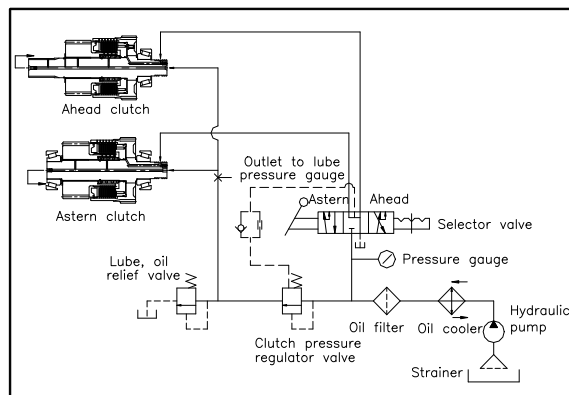 Ahead clutch
Outlet to lube
pressure gauge
Astern
Ahead
Astern clutch
Selector valve
Lube, oil
relief valve
Pressure gauge
Clutch pressure
regulator valve
Oil filter
Oil cooler
Hydraulic
pump
Strainer